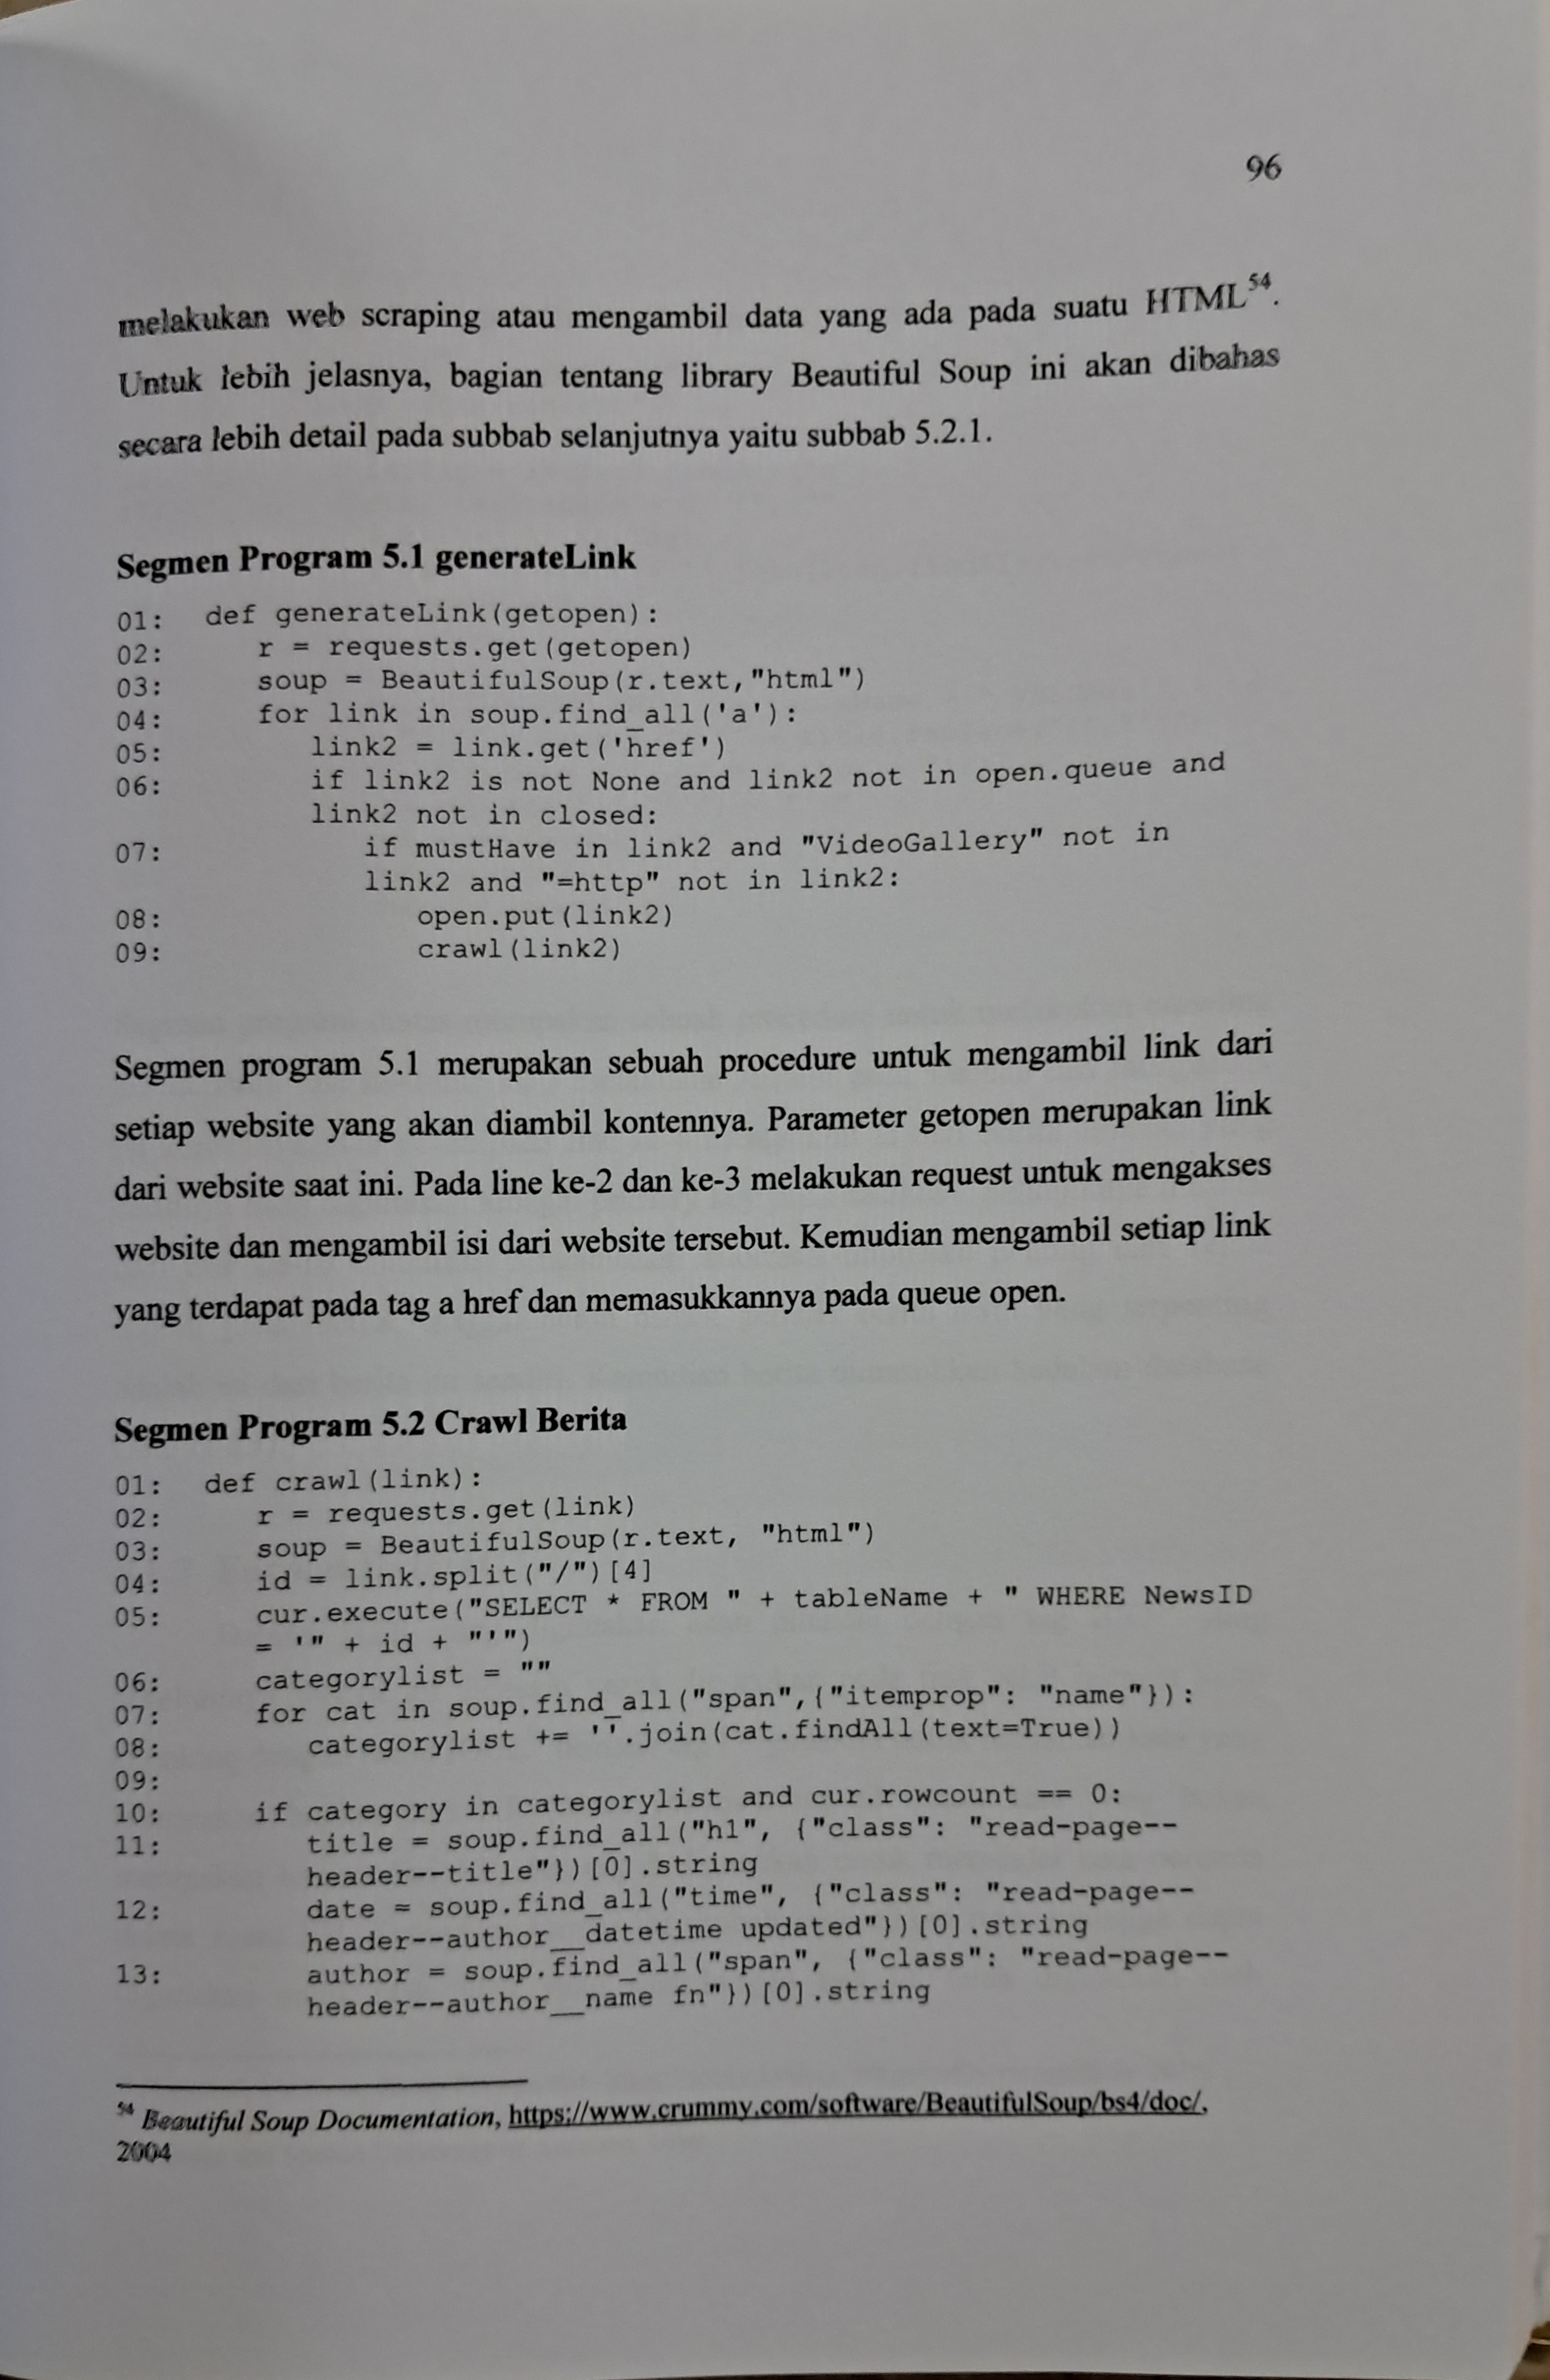 96
melakukan web scraping atau mengambil data yang ada pada suatu HTML54.
Untuk lebih jelasnya, bagian tentang library Beautiful Soup ini akan dibahas
secara lebih detail pada subbab selanjutnya yaitu subbab 5.2.1.
Segmen Program 5.1 generateLink
01: def generateLink(getopen):
02: r = requests.get(getopen)
03: soup = BeautifulSoup(r.text,"html")
04: for link in soup.find_all('a'):
05: link2 = link.get('href')
06: if link2 is not None and link2 not in open.queue and
link2 not in closed:
07: if mustHave in link2 and "VideoGallery" not in
link2 and "=http" not in link2:
08: open.put(link2)
09: crawl(link2)
Segmen program 5.1 merupakan sebuah procedure untuk mengambil link dari
setiap website yang akan diambil kontennya. Parameter getopen merupakan link
dari website saat ini. Pada line ke-2 dan ke-3 melakukan request untuk mengakses
website dan mengambil isi dari website tersebut. Kemudian mengambil setiap link
yang terdapat pada tag a href dan memasukkannya pada queue open.
Segmen Program 5.2 Crawl Berita
01: def crawl(link):
02: r = requests.get(link)
03: soup = BeautifulSoup(r.text, "html")
04: id = link.split("/")[4]
05: cur.execute("SELECT * FROM " + tableName + " WHERE NewsID
= '" + id + "'")
06: categorylist = ""
07: for cat in soup.find_all("span",{"itemprop": "name"}):
08: categorylist += ''.join(cat.findAll(text=True))
09:
10: if category in categorylist and cur.rowcount == 0:
11: title = soup.find_all("h1", {"class": "read-page--
header--title"})[0].string
12: date = soup.find_all("time", {"class": "read-page--
header--author__datetime updated"})[0].string
13: author = soup.find_all("span", {"class": "read-page--
header--author__name fn"})[0].string
54 Beautiful Soup Documentation, https://www.crummy.com/software/BeautifulSoup/bs4/doc/,
2004